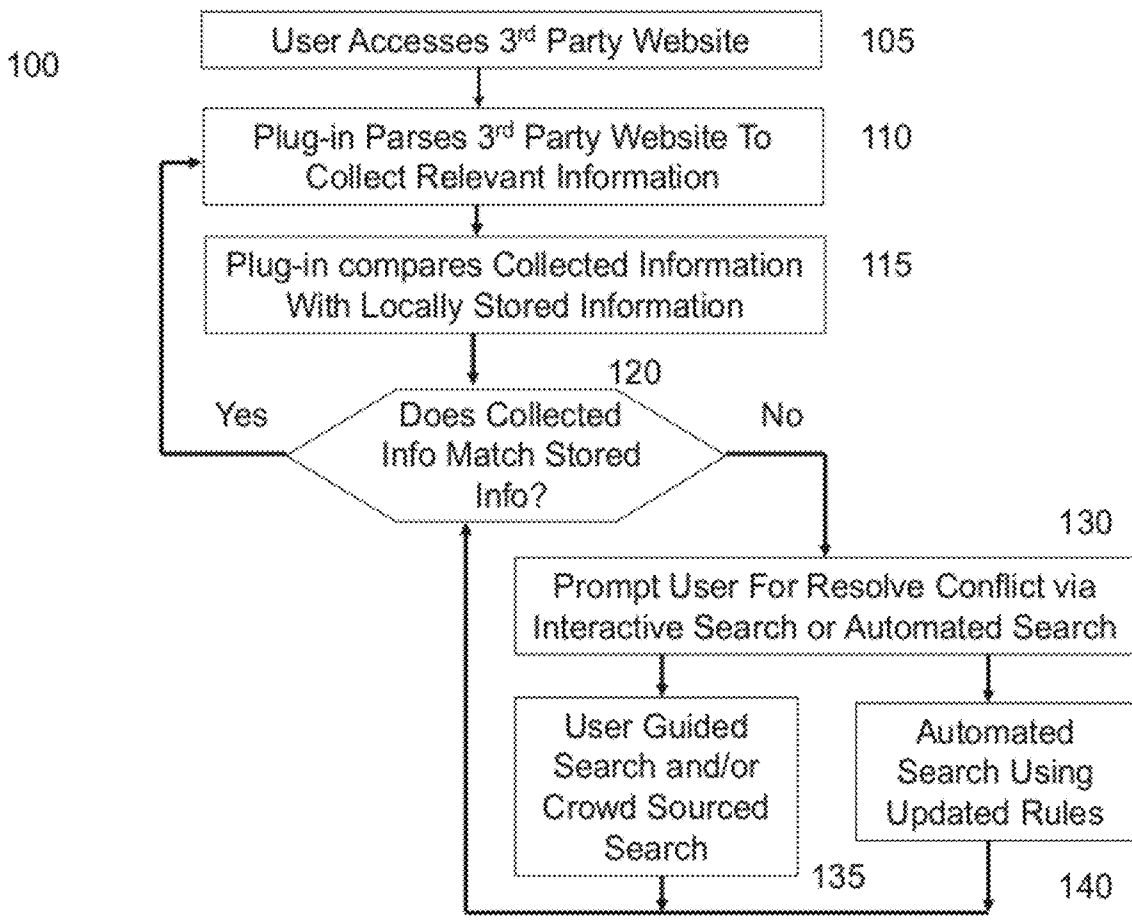 100
User Accesses 3rd Party Website
105
Plug-in Parses 3rd Party Website To
Collect Relevant Information
110
Plug-in compares Collected Information
With Locally Stored Information
115
120
Yes
Does Collected
Info Match Stored
Info?
No
130
Prompt User For Resolve Conflict via
Interactive Search or Automated Search
User Guided
Search and/or
Crowd Sourced
Search
135
Automated
Search Using
Updated Rules
140